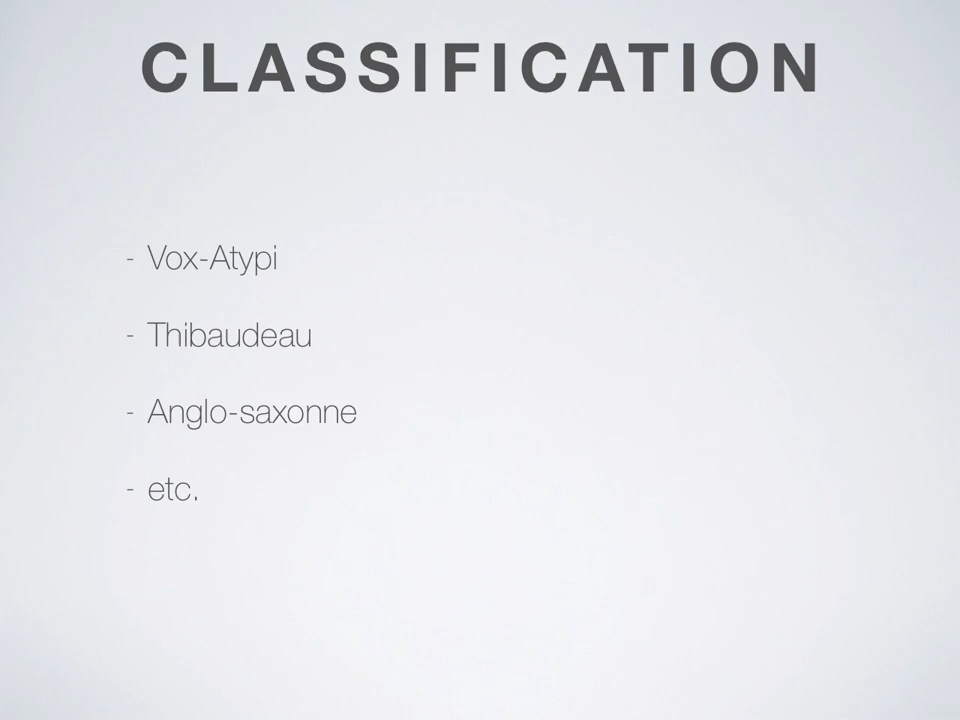 CLASSIFICATION
- Vox-Atypi
- Thibaudeau
- Anglo-saxonne
- etc.